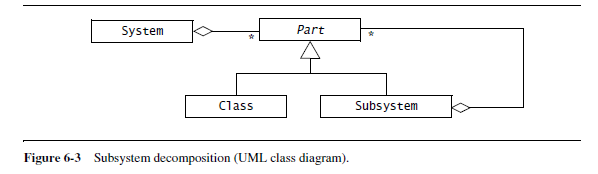 System
Part
*
*
Class
Subsystem
Figure 6-3 Subsystem decomposition (UML class diagram).